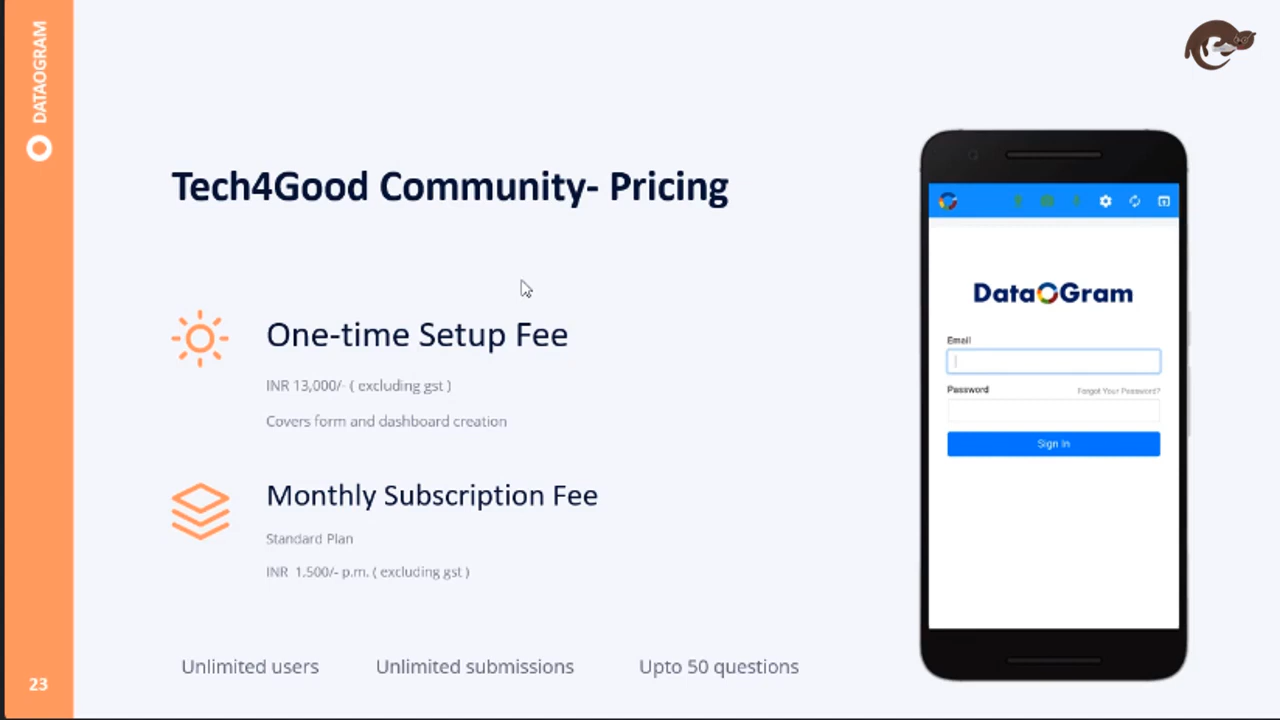 DATAOGRAM
Tech4Good Community- Pricing
One-time Setup Fee
INR 13,000/- ( excluding gst )
Covers form and dashboard creation
Monthly Subscription Fee
Standard Plan
INR 1,500/- p.m. ( excluding gst )
Unlimited users Unlimited submissions Upto 50 questions
23
DataOGram
Email
Password Forgot Your Password?
Sign In